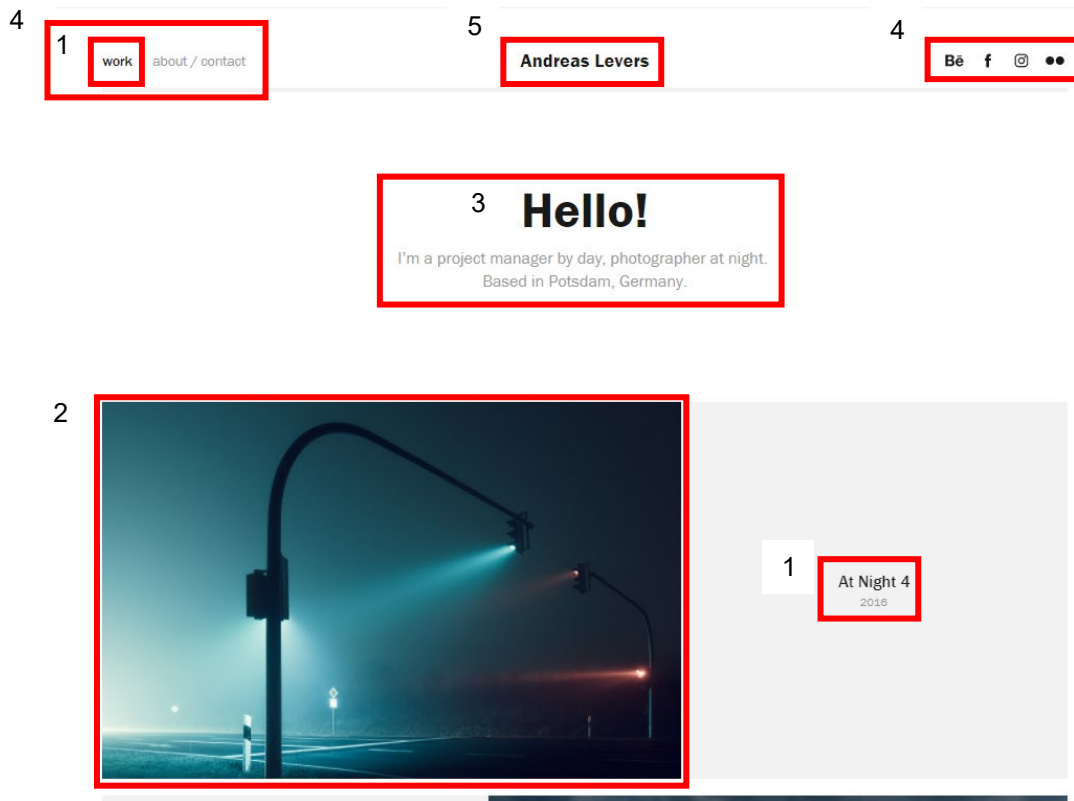 4
1
work about / contact
5
Andreas Levers
4
Bē f
3
Hello!
I'm a project manager by day, photographer at night.
Based in Potsdam, Germany.
2
1
At Night 4
2016